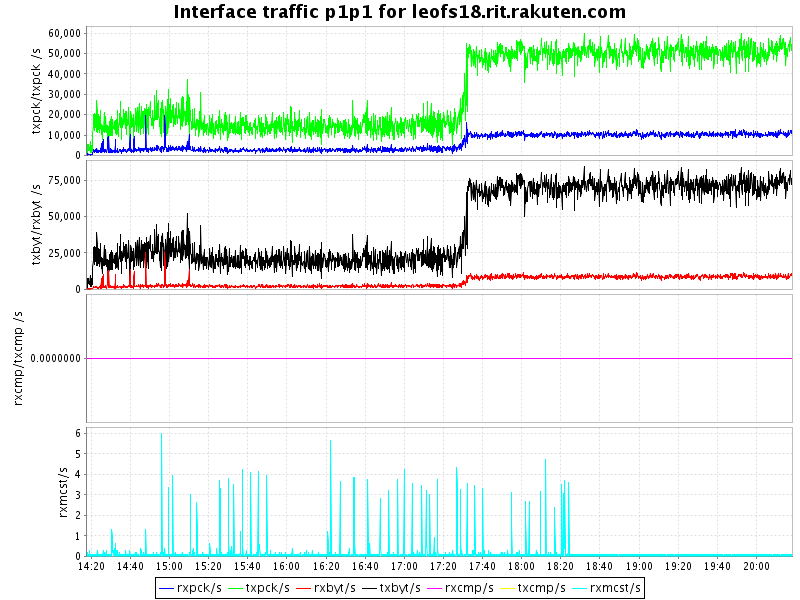 Interface traffic p1p1 for leofs18.rit.rakuten.com
txpck/rxpck /s
60,000
50,000
40,000
30,000
20,000
10,000
0
txbyt/rxbyt /s
75,000
50,000
25,000
0
rxcmp/txcmp /s
0.0000000
rxmcst/s
6
5
4
3
2
1
0
14:20 14:40 15:00 15:20 15:40 16:00 16:20 16:40 17:00 17:20 17:40 18:00 18:20 18:40 19:00 19:20 19:40 20:00
rxpck/s txpck/s rxbyt/s txbyt/s rxcmp/s txcmp/s rxmcst/s